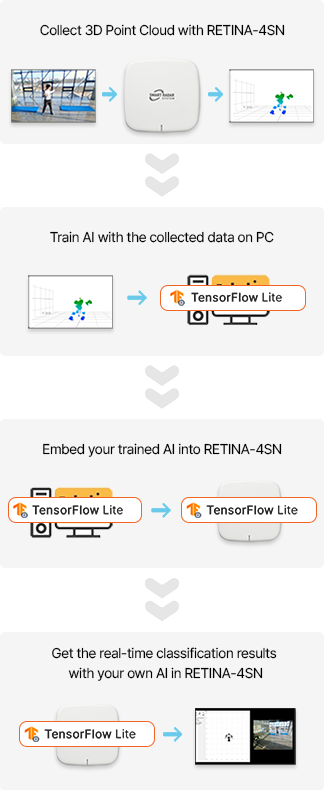 Collect 3D Point Cloud with RETINA-4SN
SMART RADAR
SYSTEM
Train AI with the collected data on PC
TensorFlow Lite
Embed your trained AI into RETINA-4SN
TensorFlow Lite
TensorFlow Lite
Get the real-time classification results
with your own AI in RETINA-4SN
TensorFlow Lite